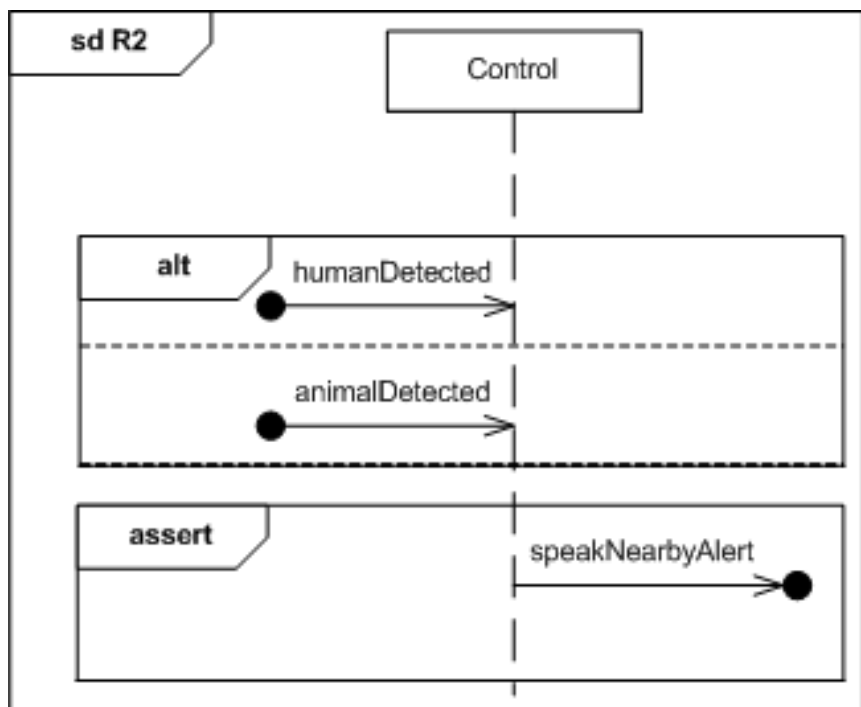 sd R2
Control
alt
humanDetected
animalDetected
assert
speakNearbyAlert